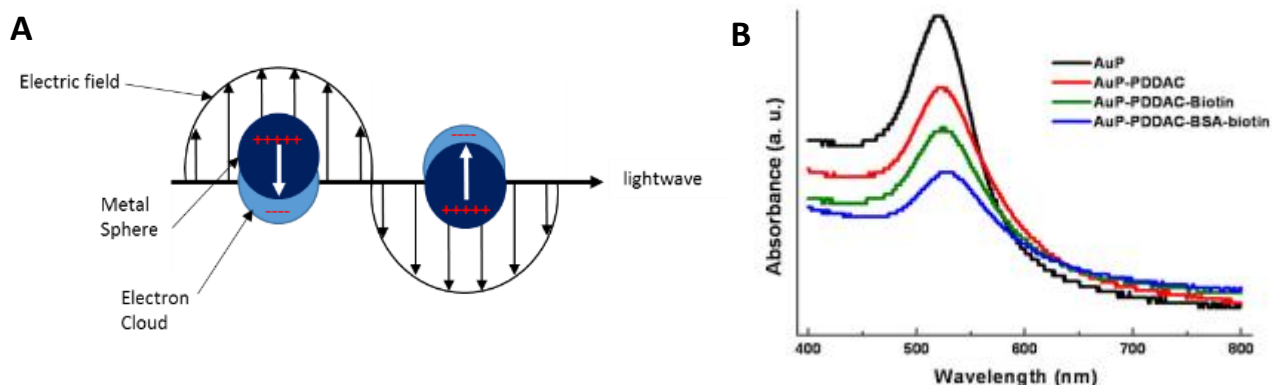 A
Electric field
+++++
----
Metal
Sphere
----
Electron
Cloud
----
+++++
lightwave
B
AuP
AuP-PDDAC
AuP-PDDAC-Biotin
AuP-PDDAC-BSA-biotin
Absorbance (a. u.)
400
500
600
700
800
Wavelength (nm)